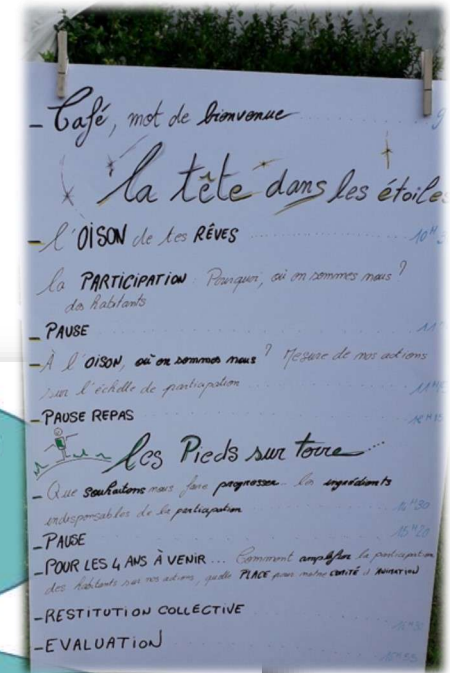 - Café, mot de bienvenue
la tête dans les étoiles
- l'OISON de tes RÊVES 10H
la PARTICIPATION : Pourquoi, où en sommes nous ?
des habitants
- PAUSE
- À l'OISON, où en sommes nous ? Mesure de nos actions
sur l'échelle de participation
- PAUSE REPAS
les Pieds sur terre...
- Que souhaitons nous faire progresser les ingrédients
indispensables de la participation
- PAUSE
- POUR LES 4 ANS À VENIR... Comment amplifier la participation
des habitants sur nos actions, quelle PLACE pour notre COMITÉ d'ANIMATION
- RESTITUTION COLLECTIVE
- EVALUATION